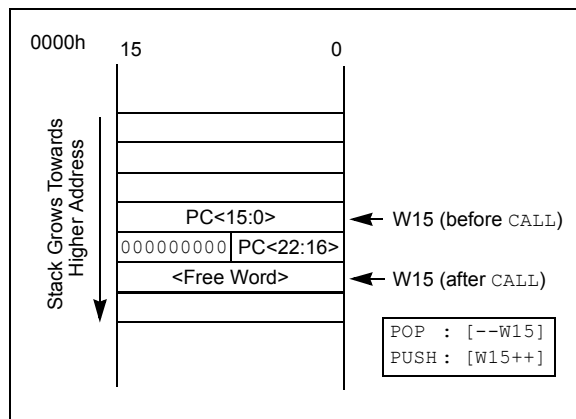 0000h
15 0
Stack Grows Towards
Higher Address
PC<15:0>
W15 (before CALL)
000000000 PC<22:16>
<Free Word>
W15 (after CALL)
POP : [--W15]
PUSH : [W15++]